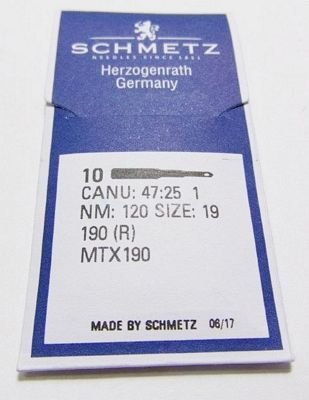 SCHMETZ
NEEDLES SINCE 1851
Herzogenrath
Germany
10
CANU: 47:25 1
NM: 120 SIZE: 19
190 (R)
MTX190
MADE BY SCHMETZ 06/17